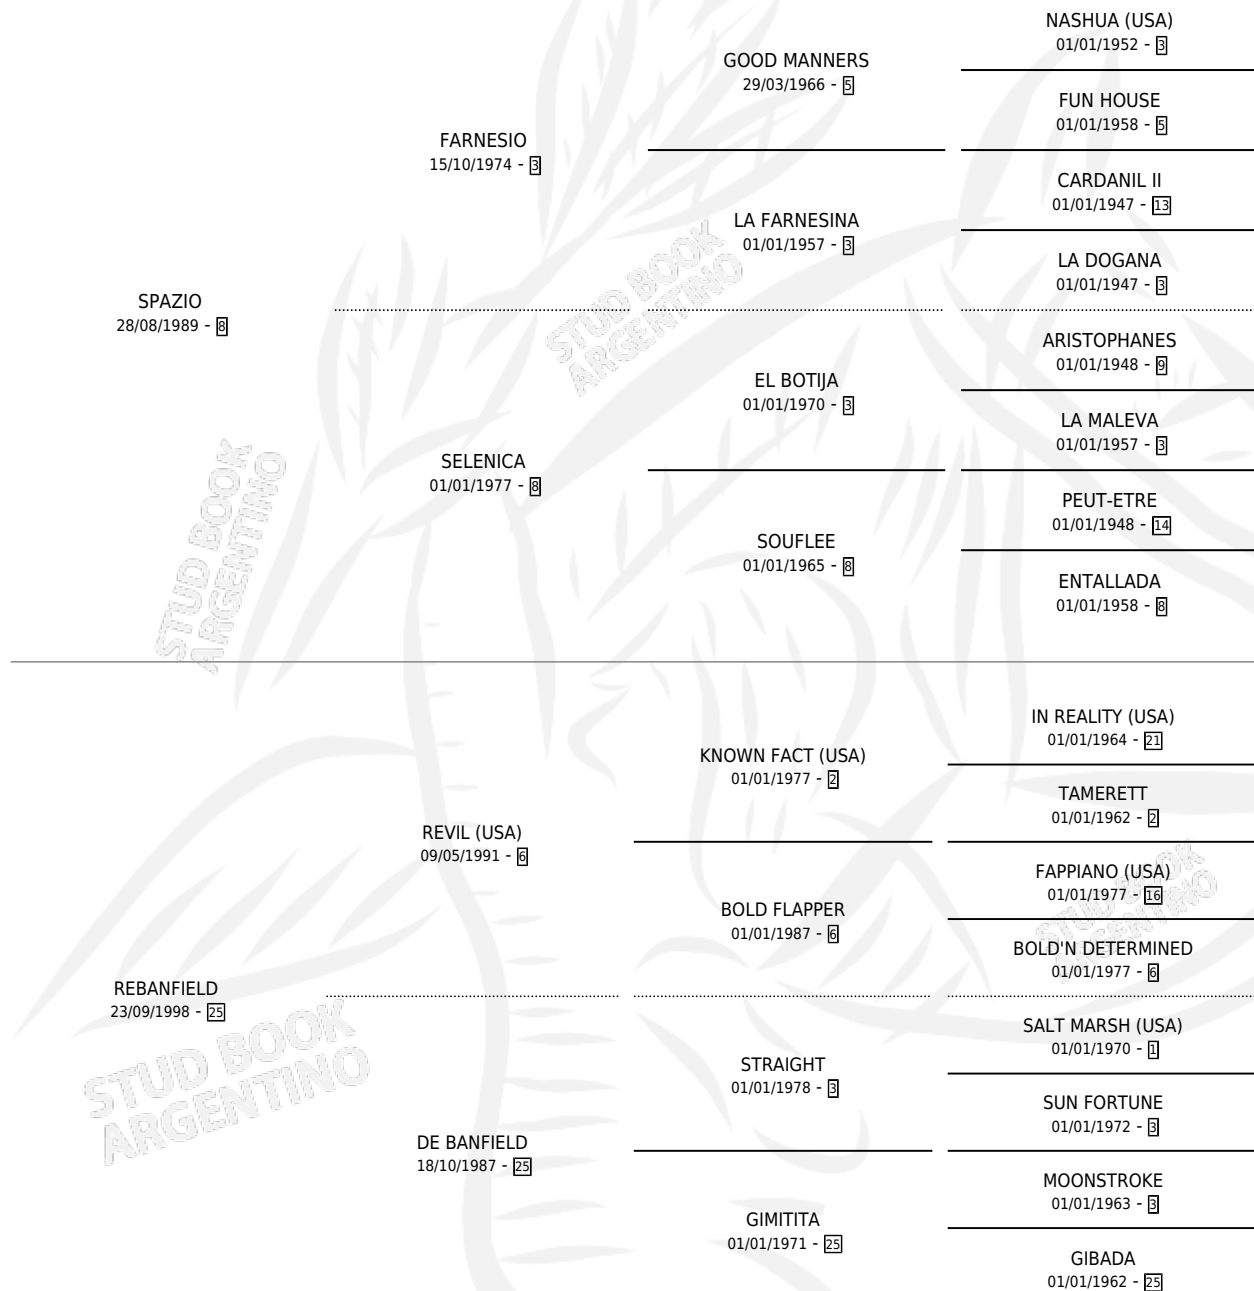 NASHUA (USA)
01/01/1952 - 3
GOOD MANNERS
29/03/1966 - 5
FUN HOUSE
01/01/1958 - 5
FARNESIO
15/10/1974 - 3
CARDANIL II
01/01/1947 - 13
LA FARNESINA
01/01/1957 - 3
LA DOGANA
01/01/1947 - 3
SPAZIO
28/08/1989 - 8
STUD BOOK
ARGENTINO
ARISTOPHANES
01/01/1948 - 9
EL BOTIJA
01/01/1970 - 3
LA MALEVA
01/01/1957 - 3
SELENICA
01/01/1977 - 8
PEUT-ETRE
01/01/1948 - 14
SOUFLEE
01/01/1965 - 8
ENTALLADA
01/01/1958 - 8
STUD BOOK
ARGENTINO
IN REALITY (USA)
01/01/1964 - 21
KNOWN FACT (USA)
01/01/1977 - 2
TAMERETT
01/01/1962 - 2
REVIL (USA)
09/05/1991 - 6
FAPPIANO (USA)
01/01/1977 - 16
STUD BOOK
ARGENTINO
BOLD FLAPPER
01/01/1987 - 6
BOLD'N DETERMINED
01/01/1977 - 6
REBANFIELD
23/09/1998 - 25
STUD BOOK
ARGENTINO
SALT MARSH (USA)
01/01/1970 - 1
STRAIGHT
01/01/1978 - 3
SUN FORTUNE
01/01/1972 - 3
DE BANFIELD
18/10/1987 - 25
MOONSTROKE
01/01/1963 - 3
GIMITITA
01/01/1971 - 25
GIBADA
01/01/1962 - 25